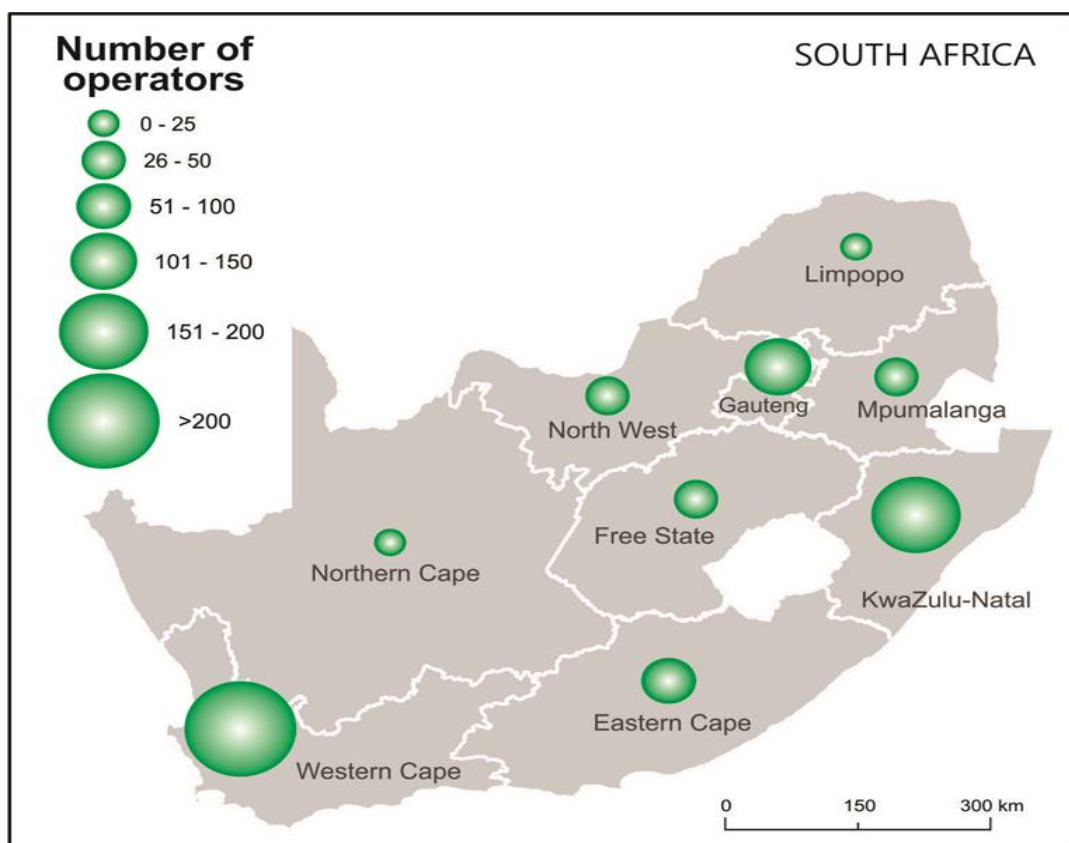 Number of
operators
0 - 25
26 - 50
51 - 100
101 - 150
151 - 200
>200
SOUTH AFRICA
Limpopo
Gauteng
Mpumalanga
North West
Free State
Northern Cape
KwaZulu-Natal
Eastern Cape
Western Cape
0 150 300 km